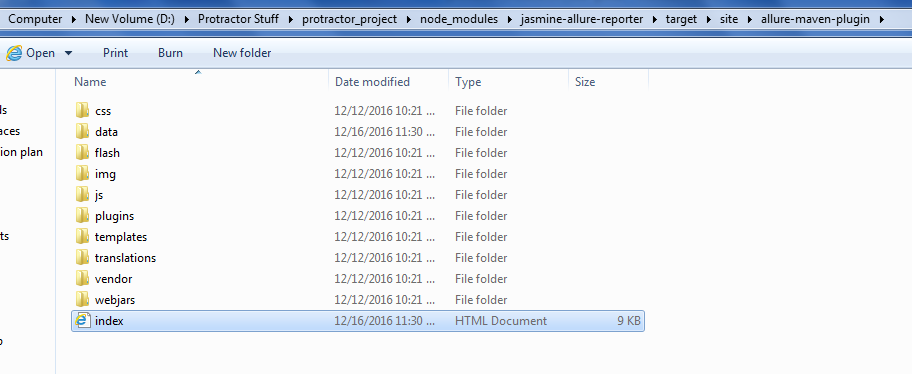 Computer New Volume (D:) Protractor Stuff protractor_project node_modules jasmine-allure-reporter target site allure-maven-plugin
Open Print Burn New folder
Name Date modified Type Size
css 12/12/2016 10:21 ... File folder
ls
data 12/16/2016 11:30 ... File folder
aces
flash 12/12/2016 10:21 ... File folder
ion plan
img 12/12/2016 10:21 ... File folder
js 12/12/2016 10:21 ... File folder
plugins 12/12/2016 10:21 ... File folder
templates 12/12/2016 10:21 ... File folder
ts
translations 12/12/2016 10:21 ... File folder
vendor 12/12/2016 10:21 ... File folder
webjars 12/12/2016 10:21 ... File folder
index 12/16/2016 11:30 ... HTML Document 9 KB